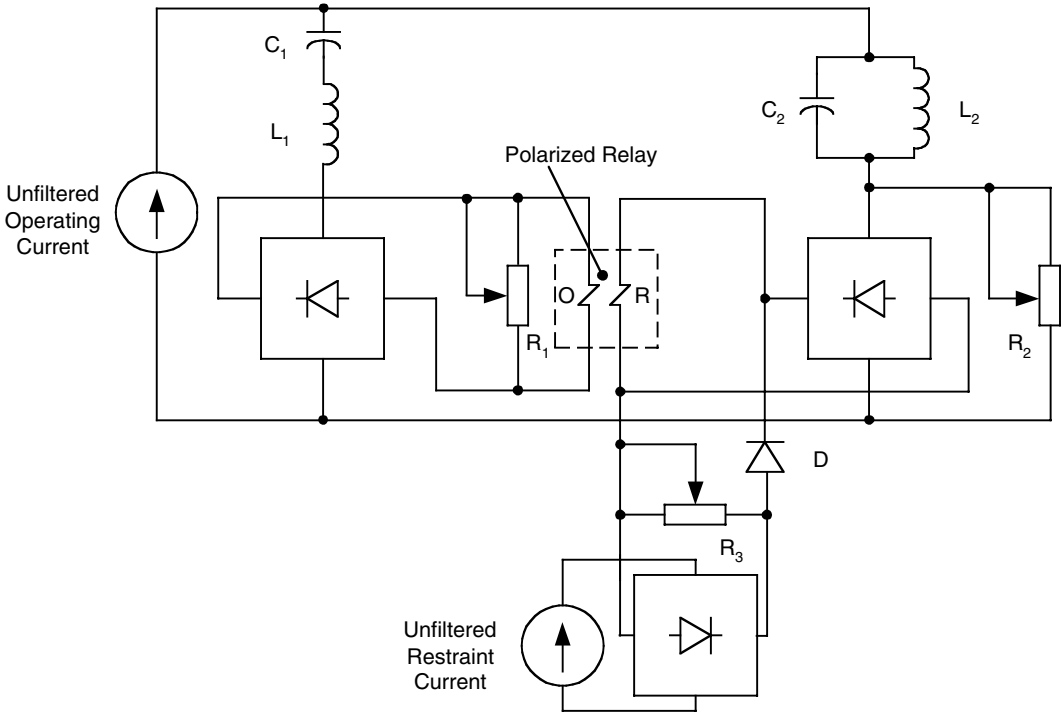 C₁
L₁
C₂
L₂
Polarized Relay
Unfiltered
Operating
Current
O
R
R₁
R₂
D
R₃
Unfiltered
Restraint
Current